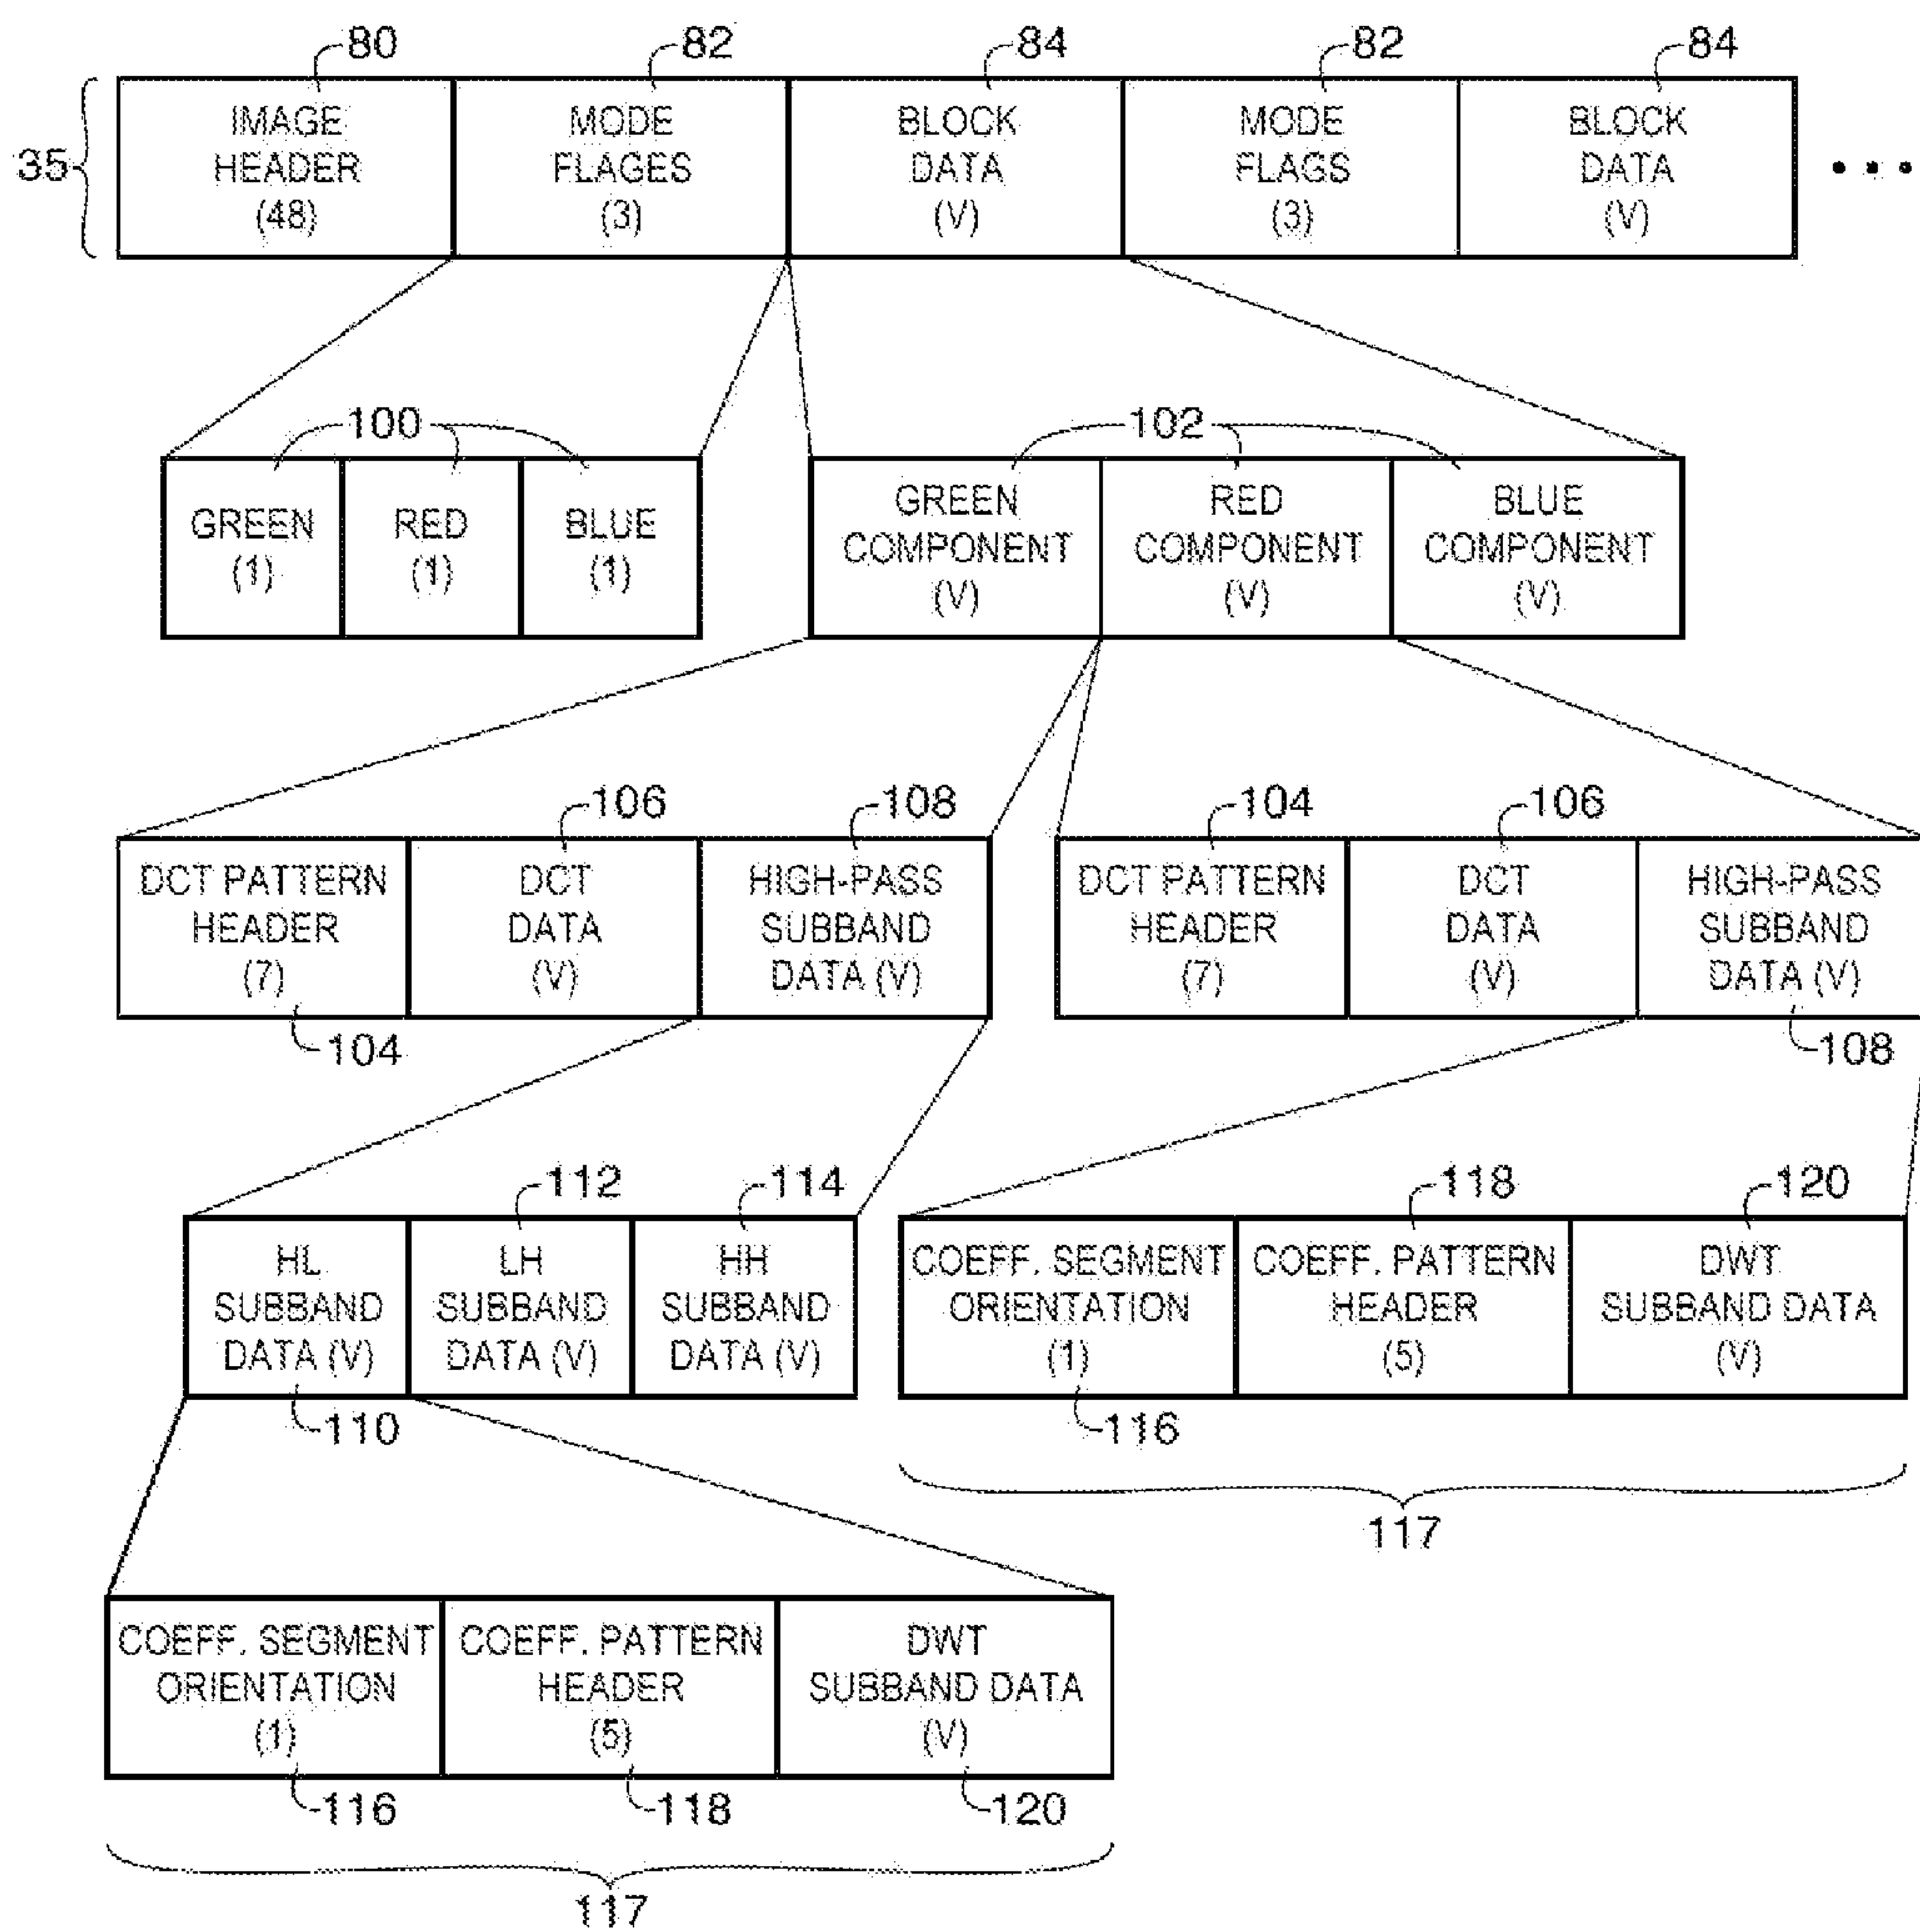 80 82 84 82 84
35
IMAGE HEADER (48)
MODE FLAGES (3)
BLOCK DATA (V)
MODE FLAGS (3)
BLOCK DATA (V)
...
100
GREEN (1)
RED (1)
BLUE (1)
102
GREEN COMPONENT (V)
RED COMPONENT (V)
BLUE COMPONENT (V)
106 108
DCT PATTERN HEADER (7)
DCT DATA (V)
HIGH-PASS SUBBAND DATA (V)
104
104 106
DCT PATTERN HEADER (7)
DCT DATA (V)
HIGH-PASS SUBBAND DATA (V)
108
112 114
HL SUBBAND DATA (V)
LH SUBBAND DATA (V)
HH SUBBAND DATA (V)
110
118 120
COEFF. SEGMENT ORIENTATION (1)
COEFF. PATTERN HEADER (5)
DWT SUBBAND DATA (V)
116
117
COEFF. SEGMENT ORIENTATION (1)
COEFF. PATTERN HEADER (5)
DWT SUBBAND DATA (V)
116 118 120
117